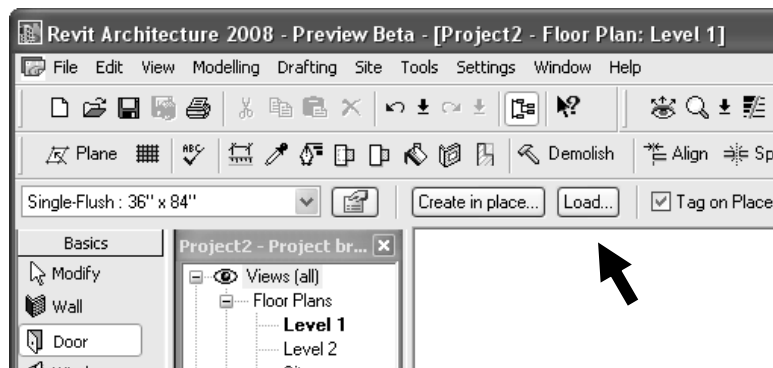 Revit Architecture 2008 - Preview Beta - [Project2 - Floor Plan: Level 1]
File Edit View Modelling Drafting Site Tools Settings Window Help
Plane ABC Demolish Align
Single-Flush : 36" x 84" Create in place... Load... Tag on Place
Basics
Project2 - Project br...
Modify
Views (all)
Wall
Floor Plans
Level 1
Door
Level 2